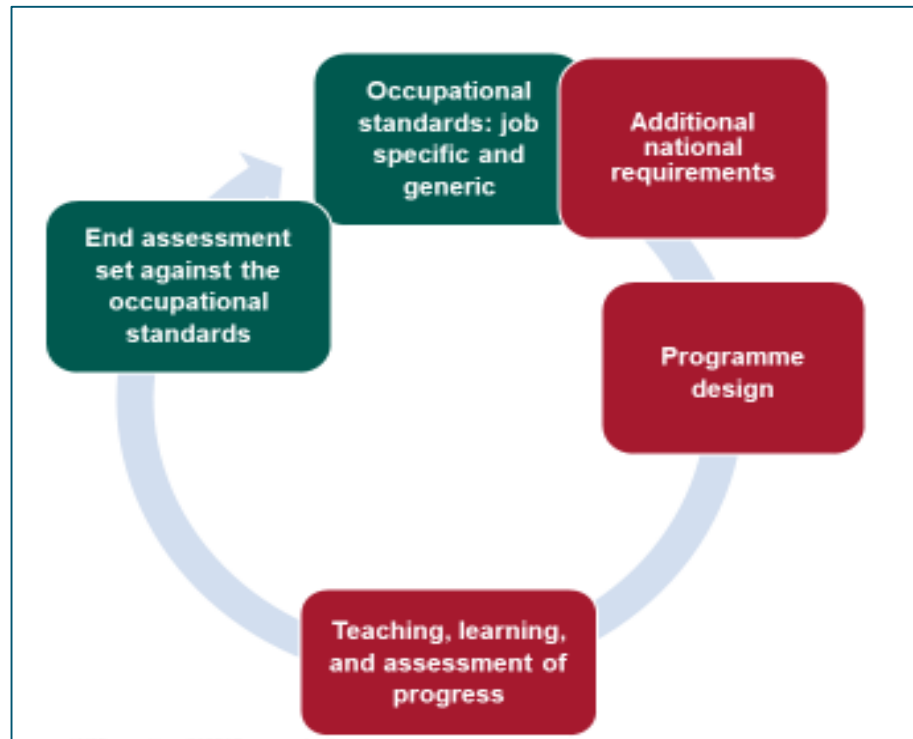 Occupational
standards: job
specific and
generic
Additional
national
requirements
Programme
design
Teaching, learning,
and assessment of
progress
End assessment
set against the
occupational
standards